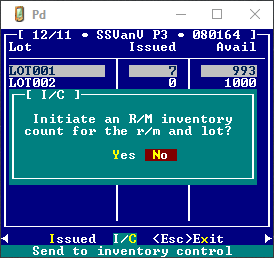 Pd
[ 12/11 • SSVanV P3 • 080164 ]
Lot Issued Avail
LOT001 7 993
LOT002 0 1000
[ I/C ]
Initiate an R/M inventory
count for the r/m and lot?
Yes No
Issued I/C <Esc>Exit
Send to inventory control